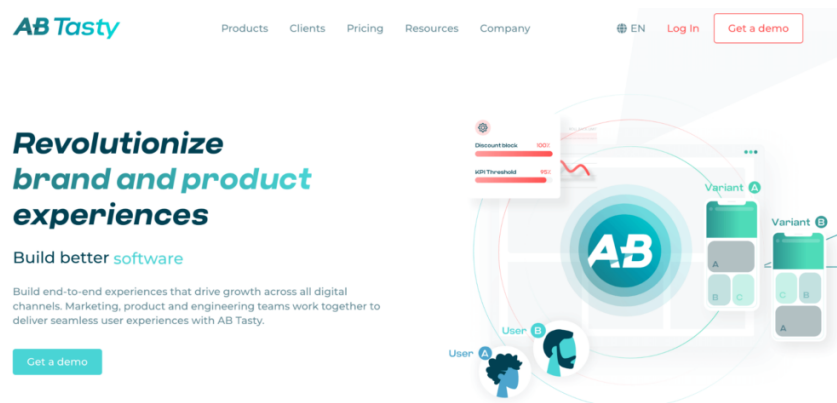 AB Tasty
Products Clients Pricing Resources Company EN Log In Get a demo
Revolutionize
brand and product
experiences
Build better software
Build end-to-end experiences that drive growth across all digital
channels. Marketing, product and engineering teams work together to
deliver seamless user experiences with AB Tasty.
Get a demo
Discount block 100%
KPI Threshold
AB
Variant A
A
B C
Variant B
C B
A
User B
User A